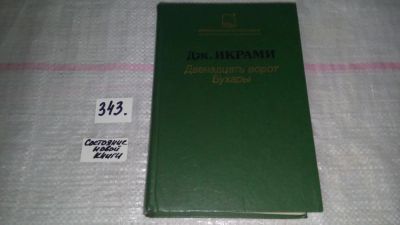 343.
Состояние
новой
книги
Дж. ИКРАМИ
Двенадцать ворот
Бухары